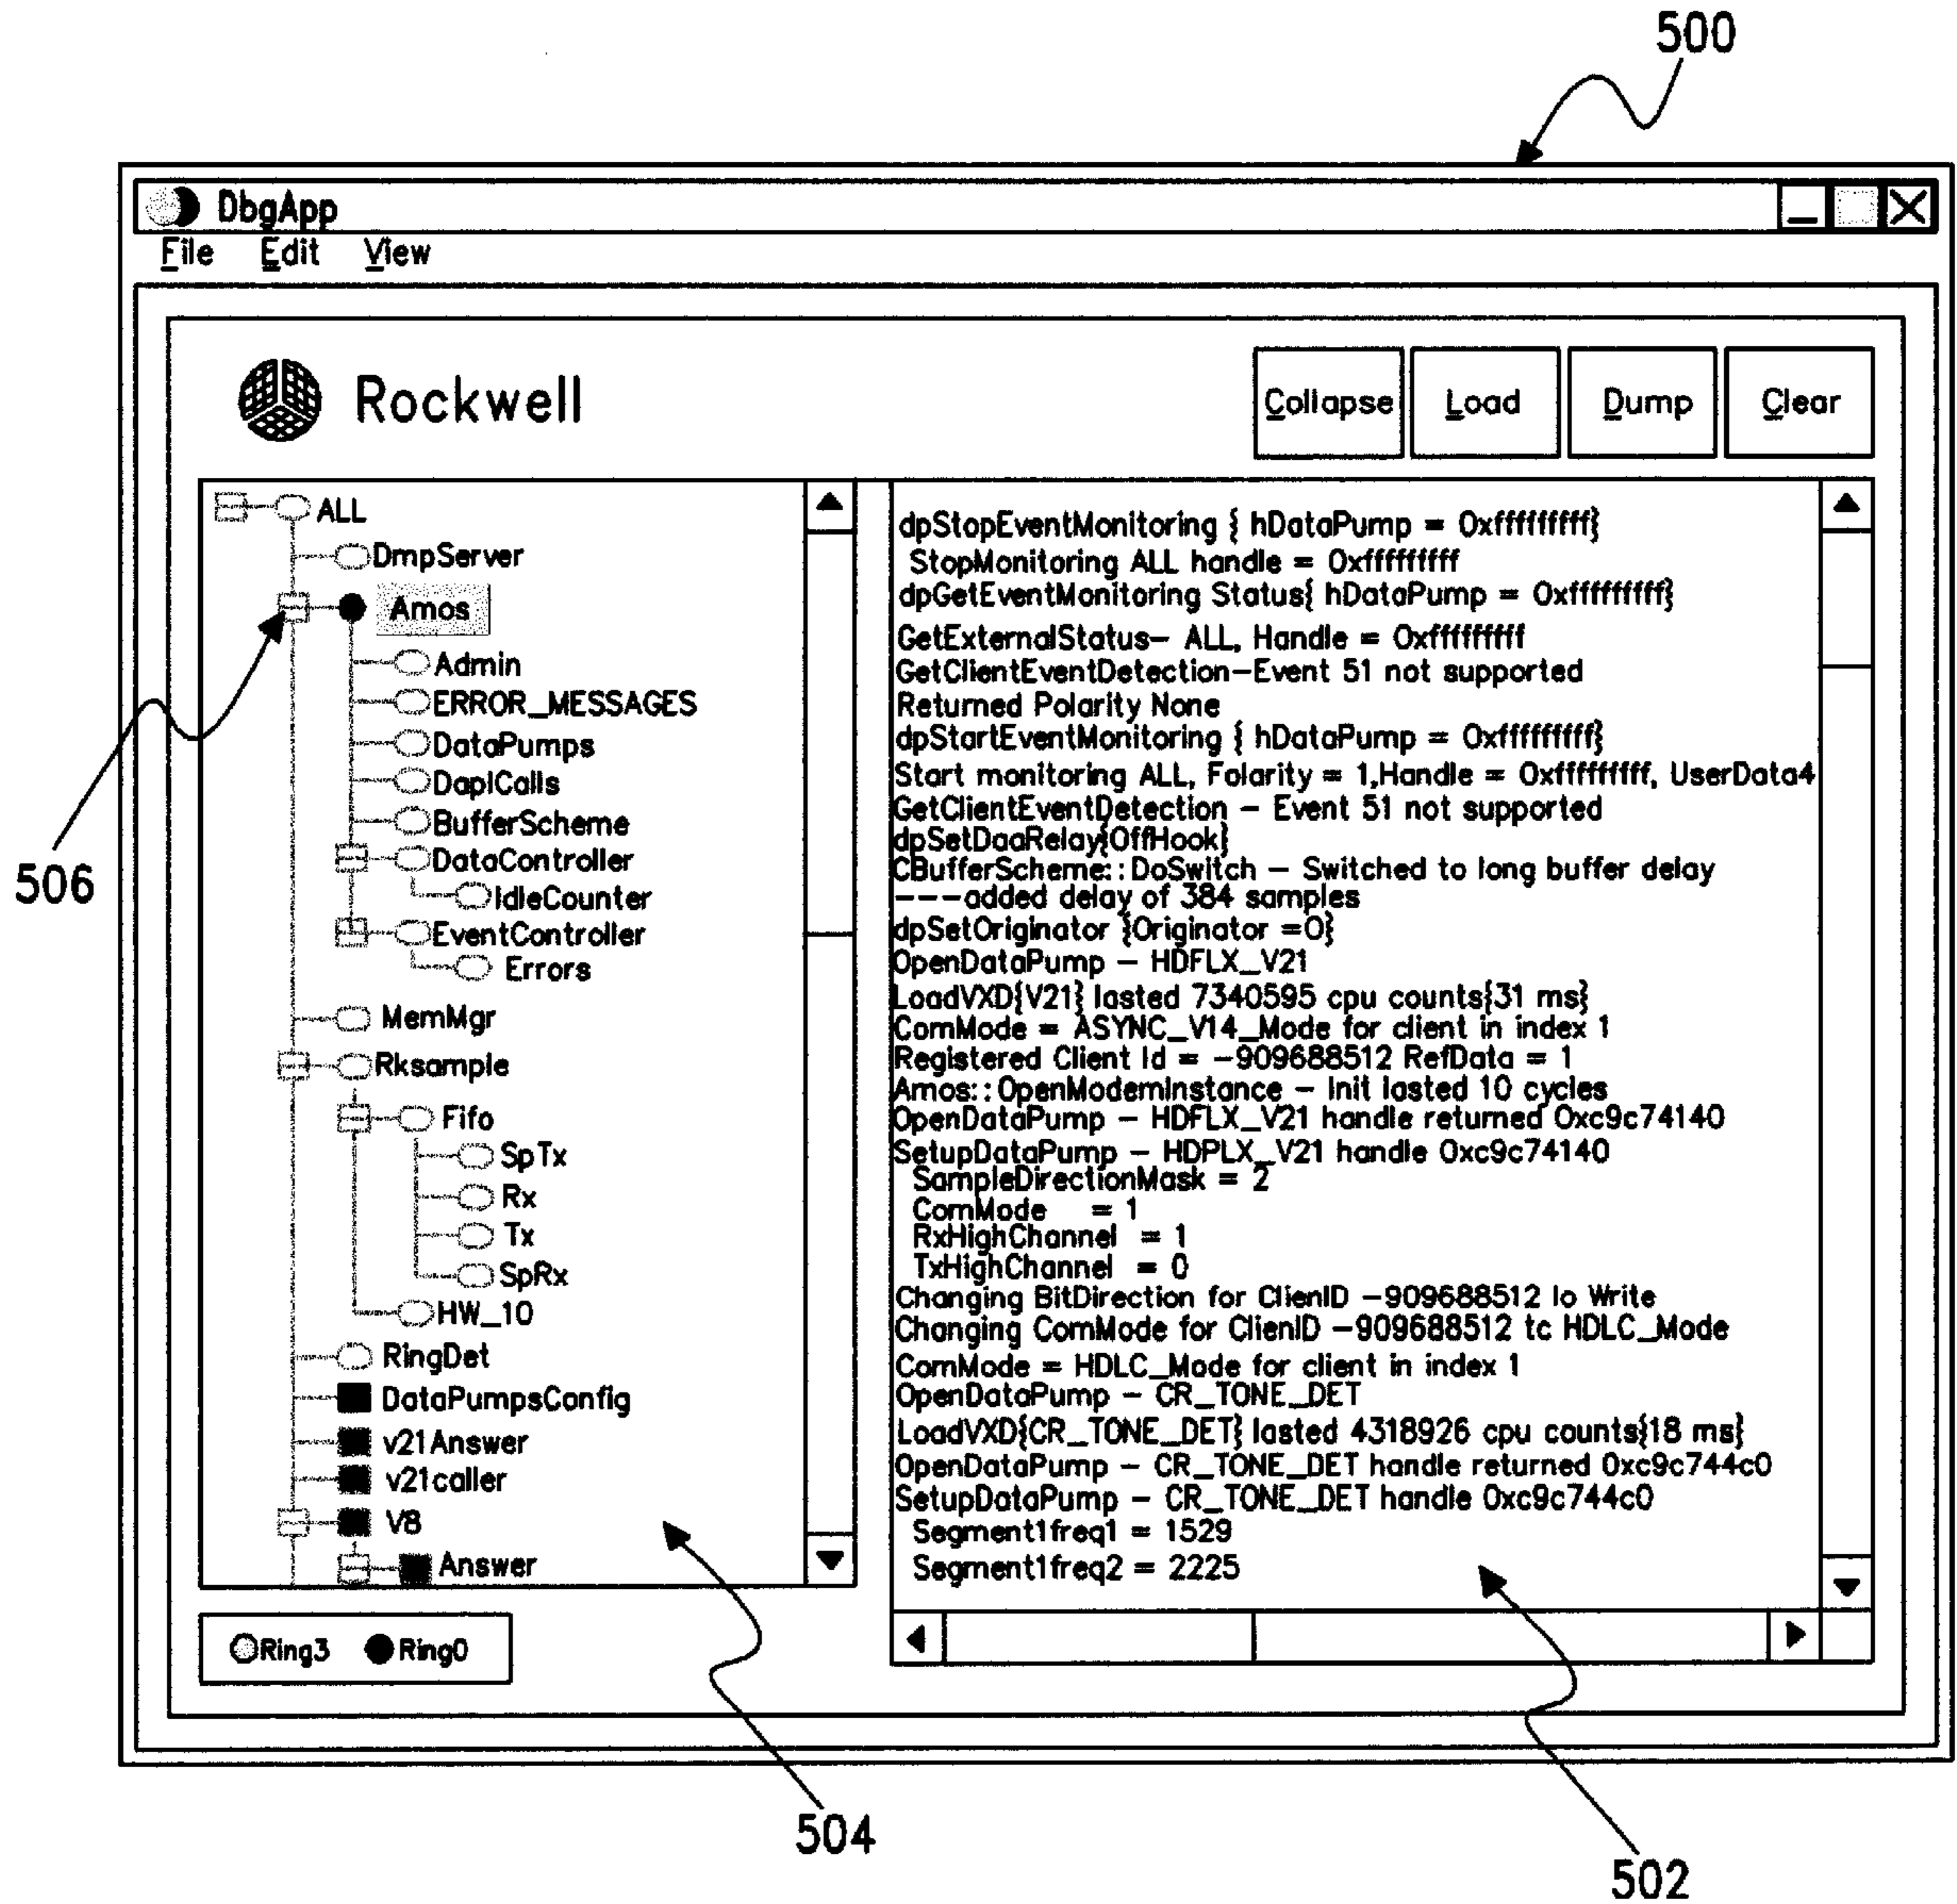 500
DbgApp
File Edit View
Rockwell
Collapse Load Dump Clear
ALL
DmpServer
Amos
Admin
ERROR_MESSAGES
DataPumps
DaplCalls
BufferScheme
DataController
IdleCounter
EventController
Errors
MemMgr
Rksample
Fifo
SpTx
Rx
Tx
SpRx
HW_10
RingDet
DataPumpsConfig
v21Answer
v21caller
V8
Answer
Ring3 Ring0
dpStopEventMonitoring { hDataPump = 0xfffffffff}
StopMonitoring ALL handle = 0xfffffffff
dpGetEventMonitoring Status{ hDataPump = 0xfffffffff}
GetExternalStatus- ALL, Handle = 0xfffffffff
GetClientEventDetection-Event 51 not supported
Returned Polarity None
dpStartEventMonitoring { hDataPump = 0xfffffffff}
Start monitoring ALL, Folarity = 1,Handle = 0xfffffffff, UserData4
GetClientEventDetection - Event 51 not supported
dpSetDaaRelay{OffHook}
CBufferScheme::DoSwitch - Switched to long buffer delay
---added delay of 384 samples
dpSetOriginator {Originator =0}
OpenDataPump - HDFLX_V21
LoadVXD{V21} lasted 7340595 cpu counts{31 ms}
ComMode = ASYNC_V14_Mode for client in index 1
Registered Client Id = -909688512 RefData = 1
Amos::OpenModemInstance - Init lasted 10 cycles
OpenDataPump - HDFLX_V21 handle returned 0xc9c74140
SetupDataPump - HDPLX_V21 handle 0xc9c74140
SampleDirectionMask = 2
ComMode = 1
RxHighChannel = 1
TxHighChannel = 0
Changing BitDirection for ClienID -909688512 lo Write
Changing ComMode for ClienID -909688512 tc HDLC_Mode
ComMode = HDLC_Mode for client in index 1
OpenDataPump - CR_TONE_DET
LoadVXD{CR_TONE_DET} lasted 4318926 cpu counts{18 ms}
OpenDataPump - CR_TONE_DET handle returned 0xc9c744c0
SetupDataPump - CR_TONE_DET handle 0xc9c744c0
Segment1freq1 = 1529
Segment1freq2 = 2225
506
504
502